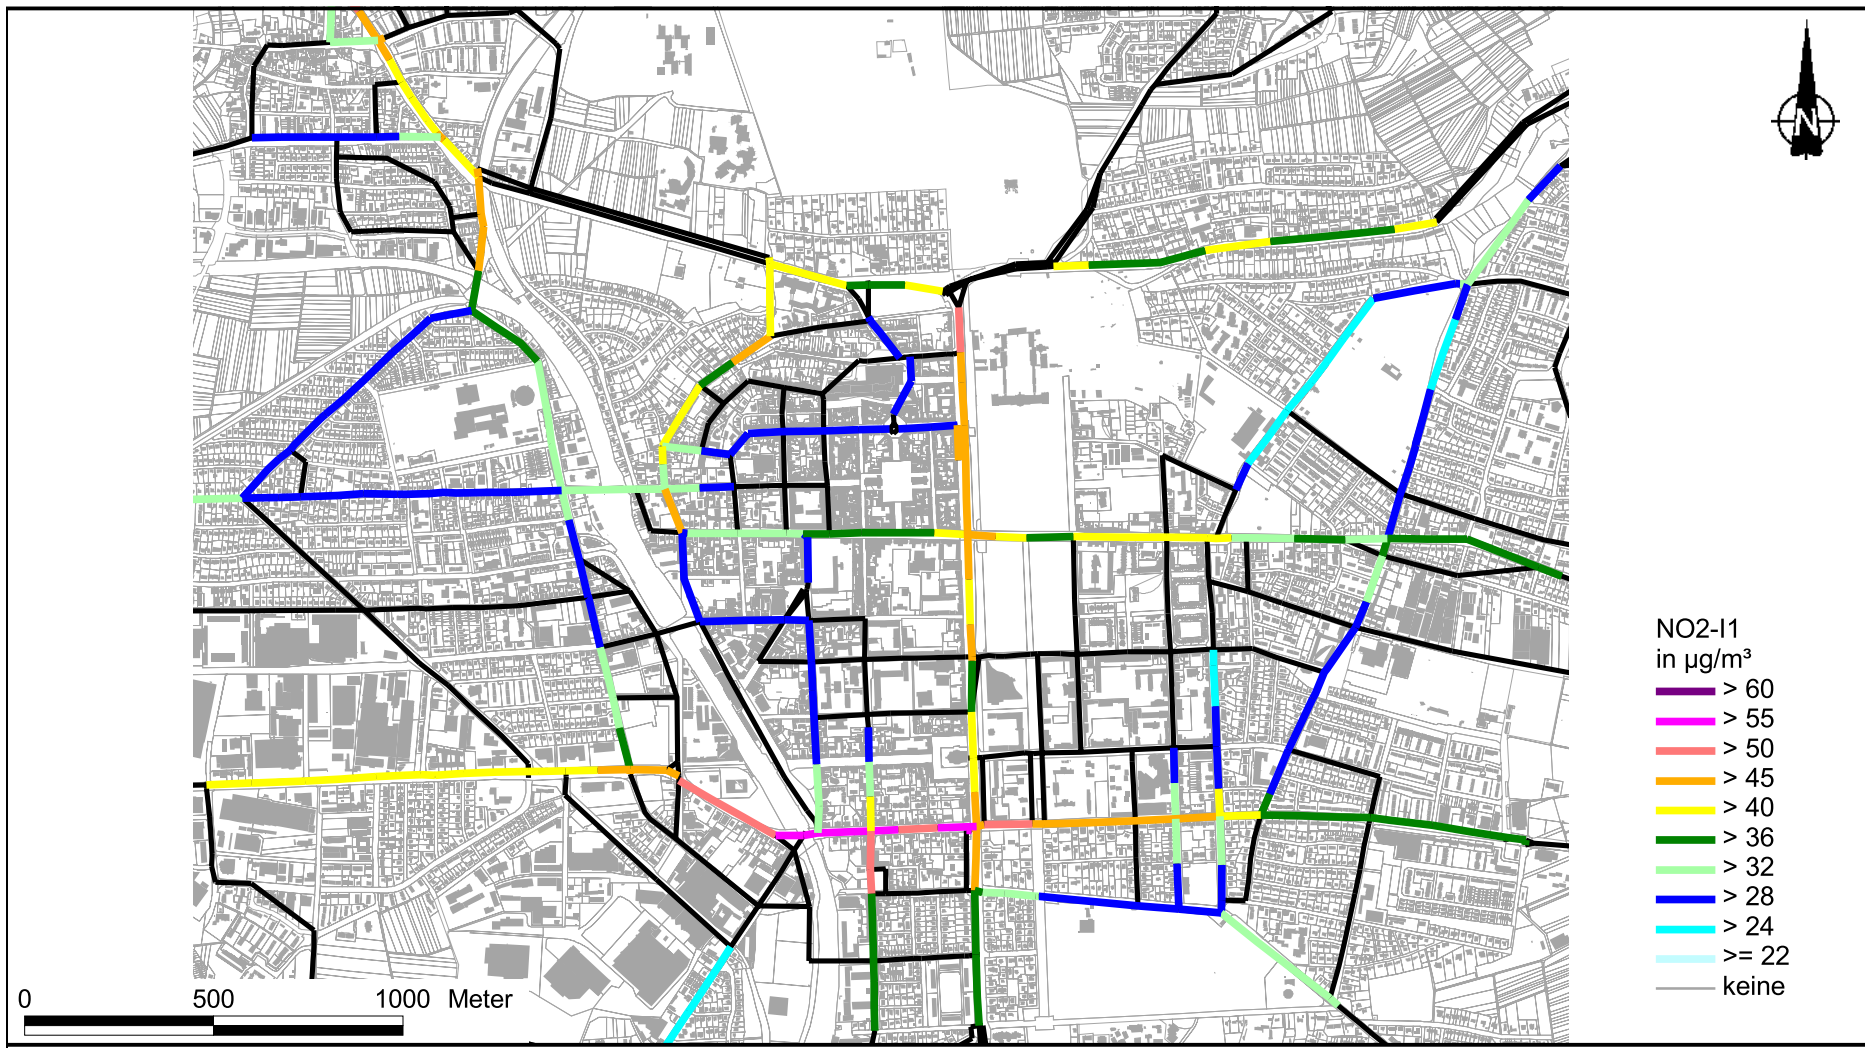 N
NO2-I1
in µg/m³
> 60
> 55
> 50
> 45
> 40
> 36
> 32
> 28
> 24
>= 22
keine
0 500 1000 Meter